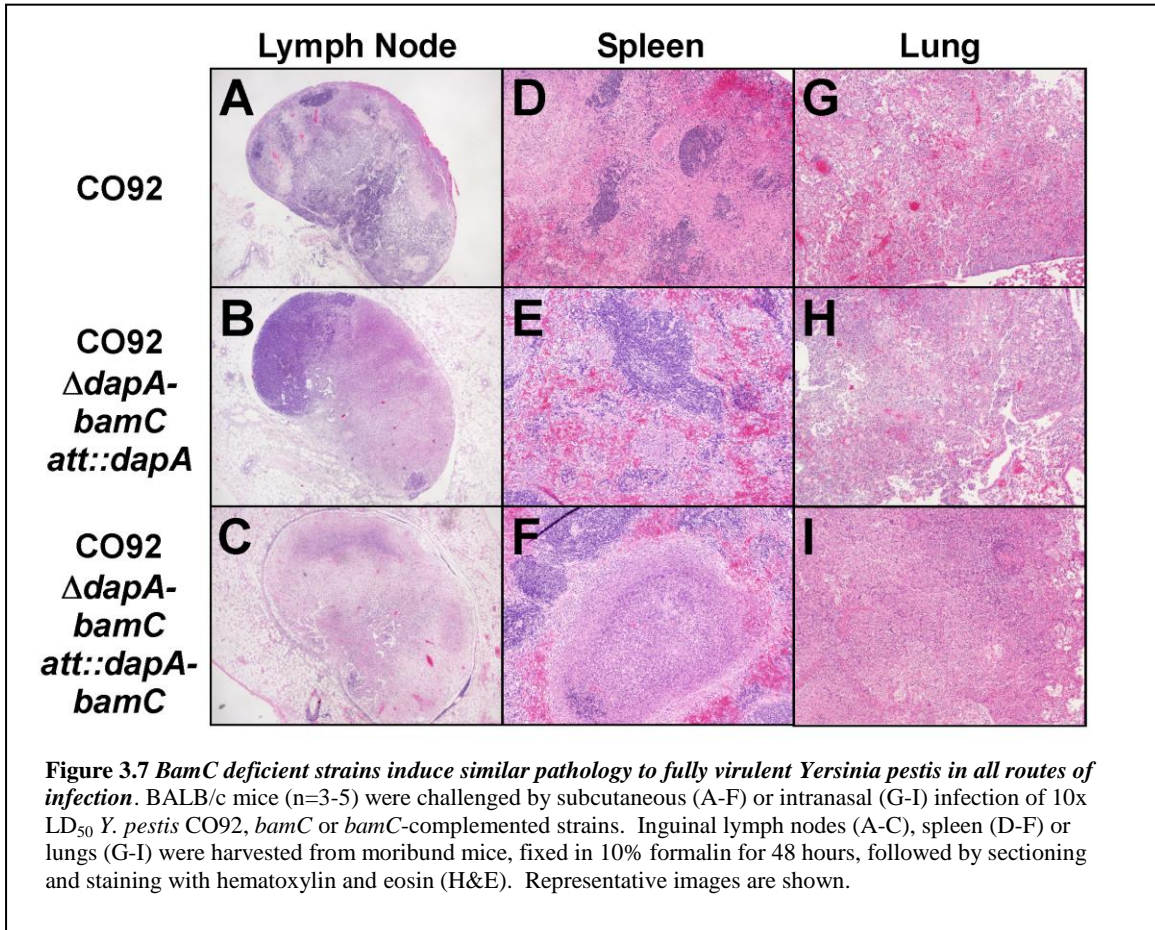 Lymph Node Spleen Lung
A D G
CO92
B E H
CO92
ΔdapA-
bamC
att::dapA
C F I
CO92
ΔdapA-
bamC
att::dapA-
bamC
Figure 3.7 BamC deficient strains induce similar pathology to fully virulent Yersinia pestis in all routes of
infection. BALB/c mice (n=3-5) were challenged by subcutaneous (A-F) or intranasal (G-I) infection of 10x
LD50 Y. pestis CO92, bamC or bamC-complemented strains. Inguinal lymph nodes (A-C), spleen (D-F) or
lungs (G-I) were harvested from moribund mice, fixed in 10% formalin for 48 hours, followed by sectioning
and staining with hematoxylin and eosin (H&E). Representative images are shown.